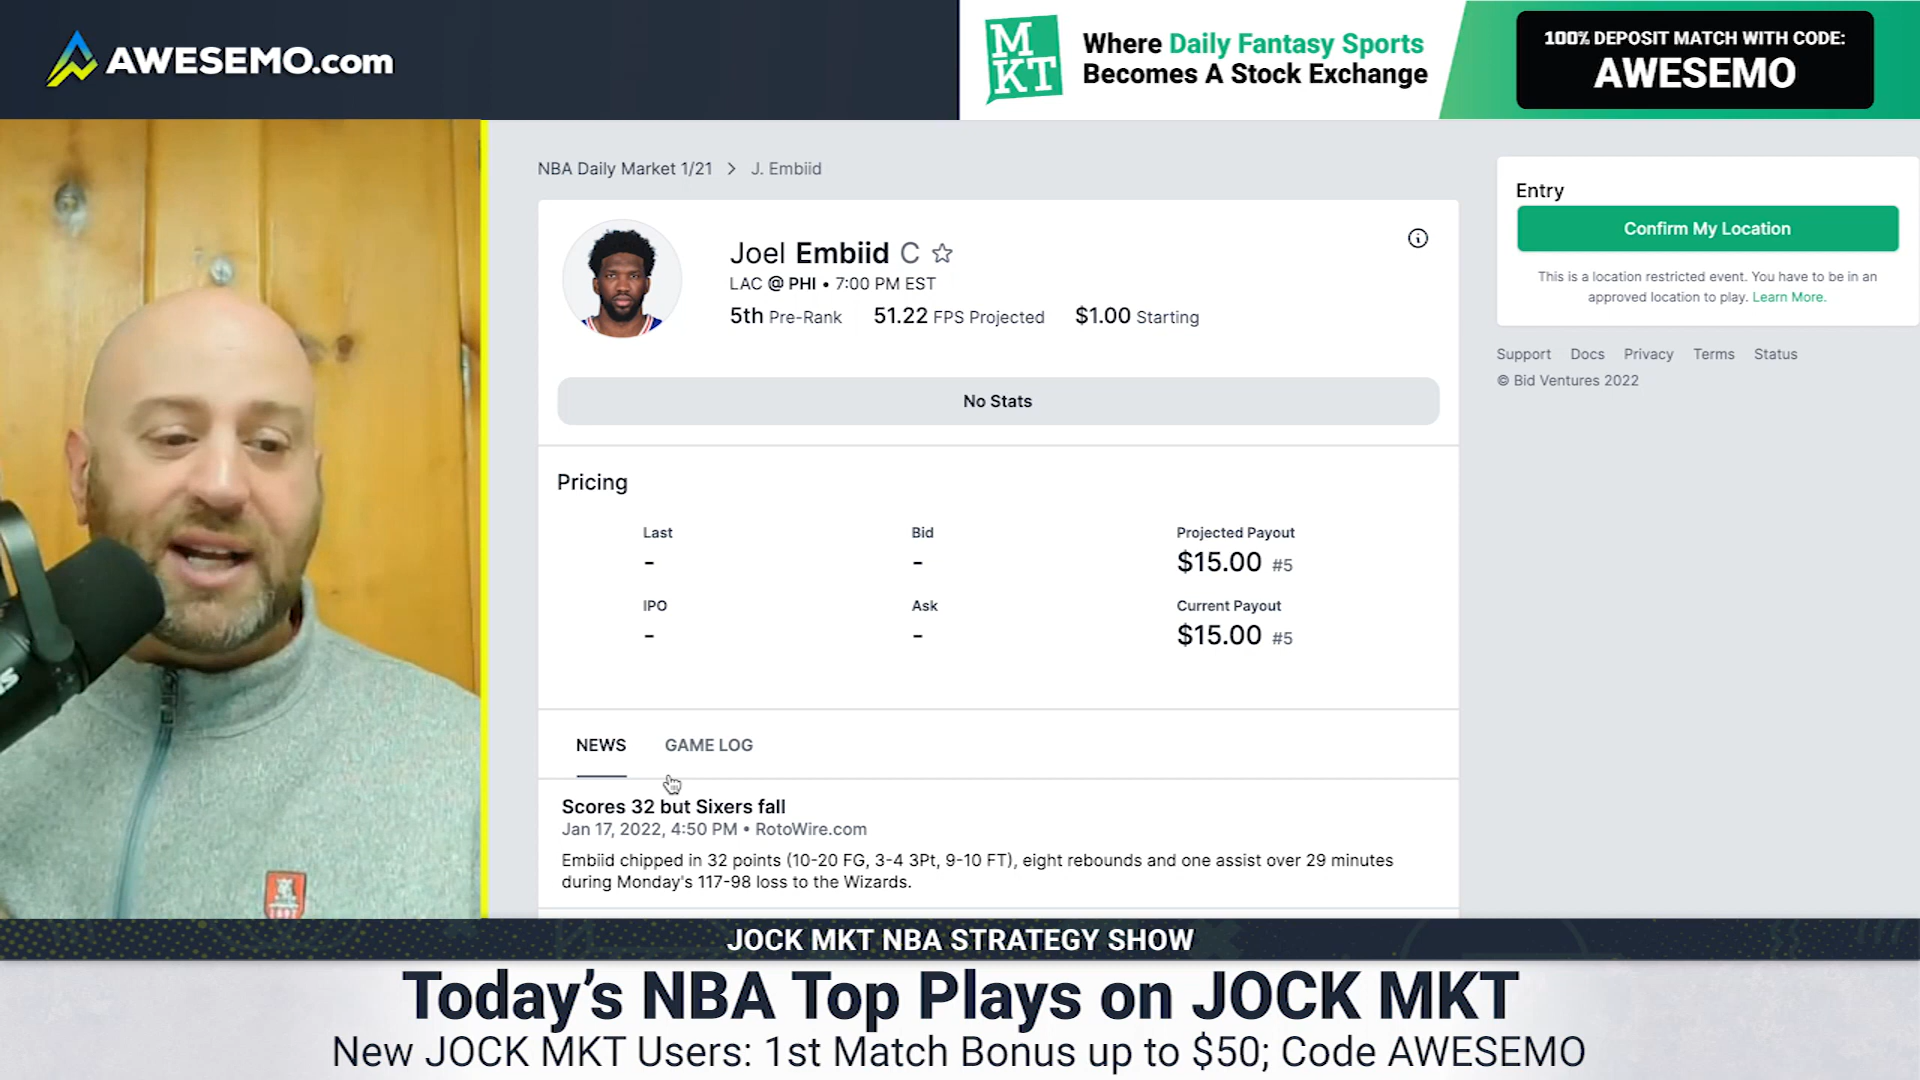 AWESEMO.com
MKT
Where Daily Fantasy Sports
Becomes A Stock Exchange
100% DEPOSIT MATCH WITH CODE:
AWESEMO
NBA Daily Market 1/21 > J. Embiid
Joel Embiid C
LAC @ PHI • 7:00 PM EST
5th Pre-Rank 51.22 FPS Projected $1.00 Starting
No Stats
Pricing
Last Bid Projected Payout
- - $15.00 #5
IPO Ask Current Payout
- - $15.00 #5
NEWS GAME LOG
Scores 32 but Sixers fall
Jan 17, 2022, 4:50 PM • RotoWire.com
Embiid chipped in 32 points (10-20 FG, 3-4 3Pt, 9-10 FT), eight rebounds and one assist over 29 minutes
during Monday's 117-98 loss to the Wizards.
Entry
Confirm My Location
This is a location restricted event. You have to be in an
approved location to play. Learn More.
Support Docs Privacy Terms Status
© Bid Ventures 2022
JOCK MKT NBA STRATEGY SHOW
Today's NBA Top Plays on JOCK MKT
New JOCK MKT Users: 1st Match Bonus up to $50; Code AWESEMO